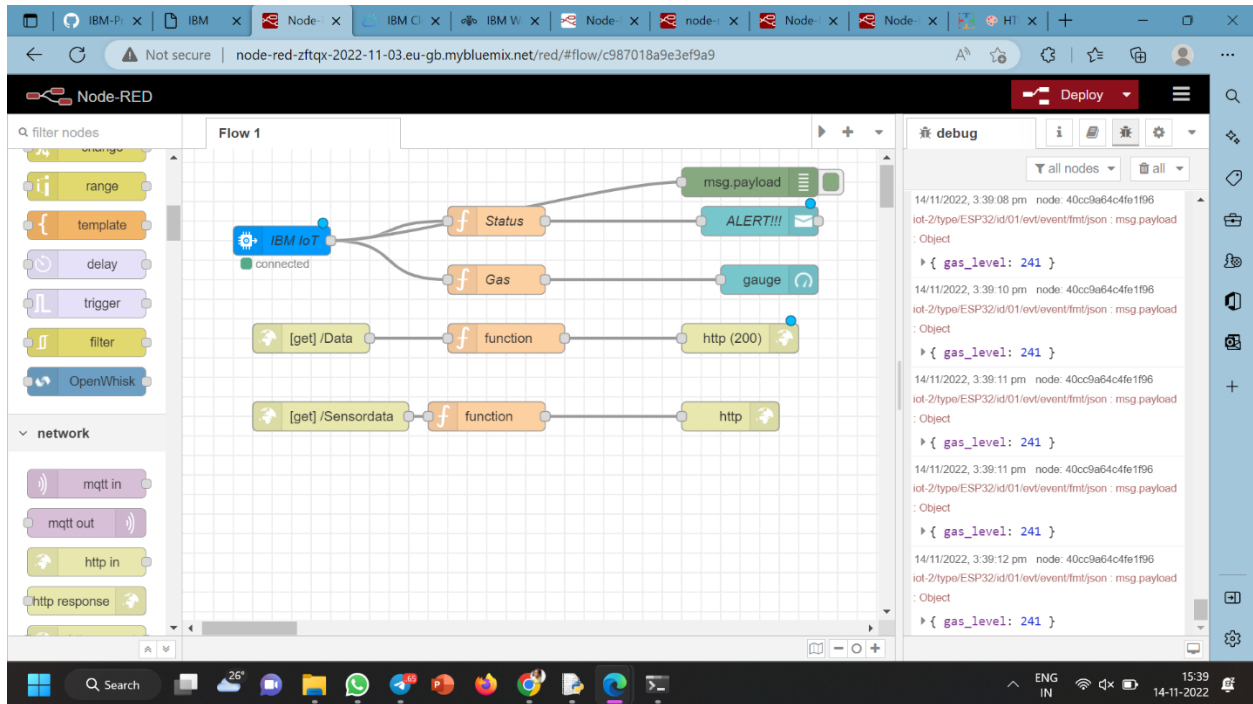 IBM-Pr
IBM
Node-
IBM Cl
IBM W
Node-
node-r
Node-
Node-
HT
Not secure | node-red-zftqx-2022-11-03.eu-gb.mybluemix.net/red/#flow/c987018a9e3ef9a9
Node-RED
Deploy
filter nodes
Flow 1
debug
all nodes
all
change
range
template
delay
trigger
filter
OpenWhisk
network
mqtt in
mqtt out
http in
http response
IBM IoT
connected
Status
Gas
msg.payload
ALERT!!!
gauge
[get] /Data
function
http (200)
[get] /Sensordata
function
http
14/11/2022, 3:39:08 pm node: 40cc9a64c4fe1f96
iot-2/type/ESP32/id/01/evt/event/fmt/json : msg.payload
: Object
{ gas_level: 241 }
14/11/2022, 3:39:10 pm node: 40cc9a64c4fe1f96
iot-2/type/ESP32/id/01/evt/event/fmt/json : msg.payload
: Object
{ gas_level: 241 }
14/11/2022, 3:39:11 pm node: 40cc9a64c4fe1f96
iot-2/type/ESP32/id/01/evt/event/fmt/json : msg.payload
: Object
{ gas_level: 241 }
14/11/2022, 3:39:11 pm node: 40cc9a64c4fe1f96
iot-2/type/ESP32/id/01/evt/event/fmt/json : msg.payload
: Object
{ gas_level: 241 }
14/11/2022, 3:39:12 pm node: 40cc9a64c4fe1f96
iot-2/type/ESP32/id/01/evt/event/fmt/json : msg.payload
: Object
{ gas_level: 241 }
Search
26°
65
ENG
IN
15:39
14-11-2022